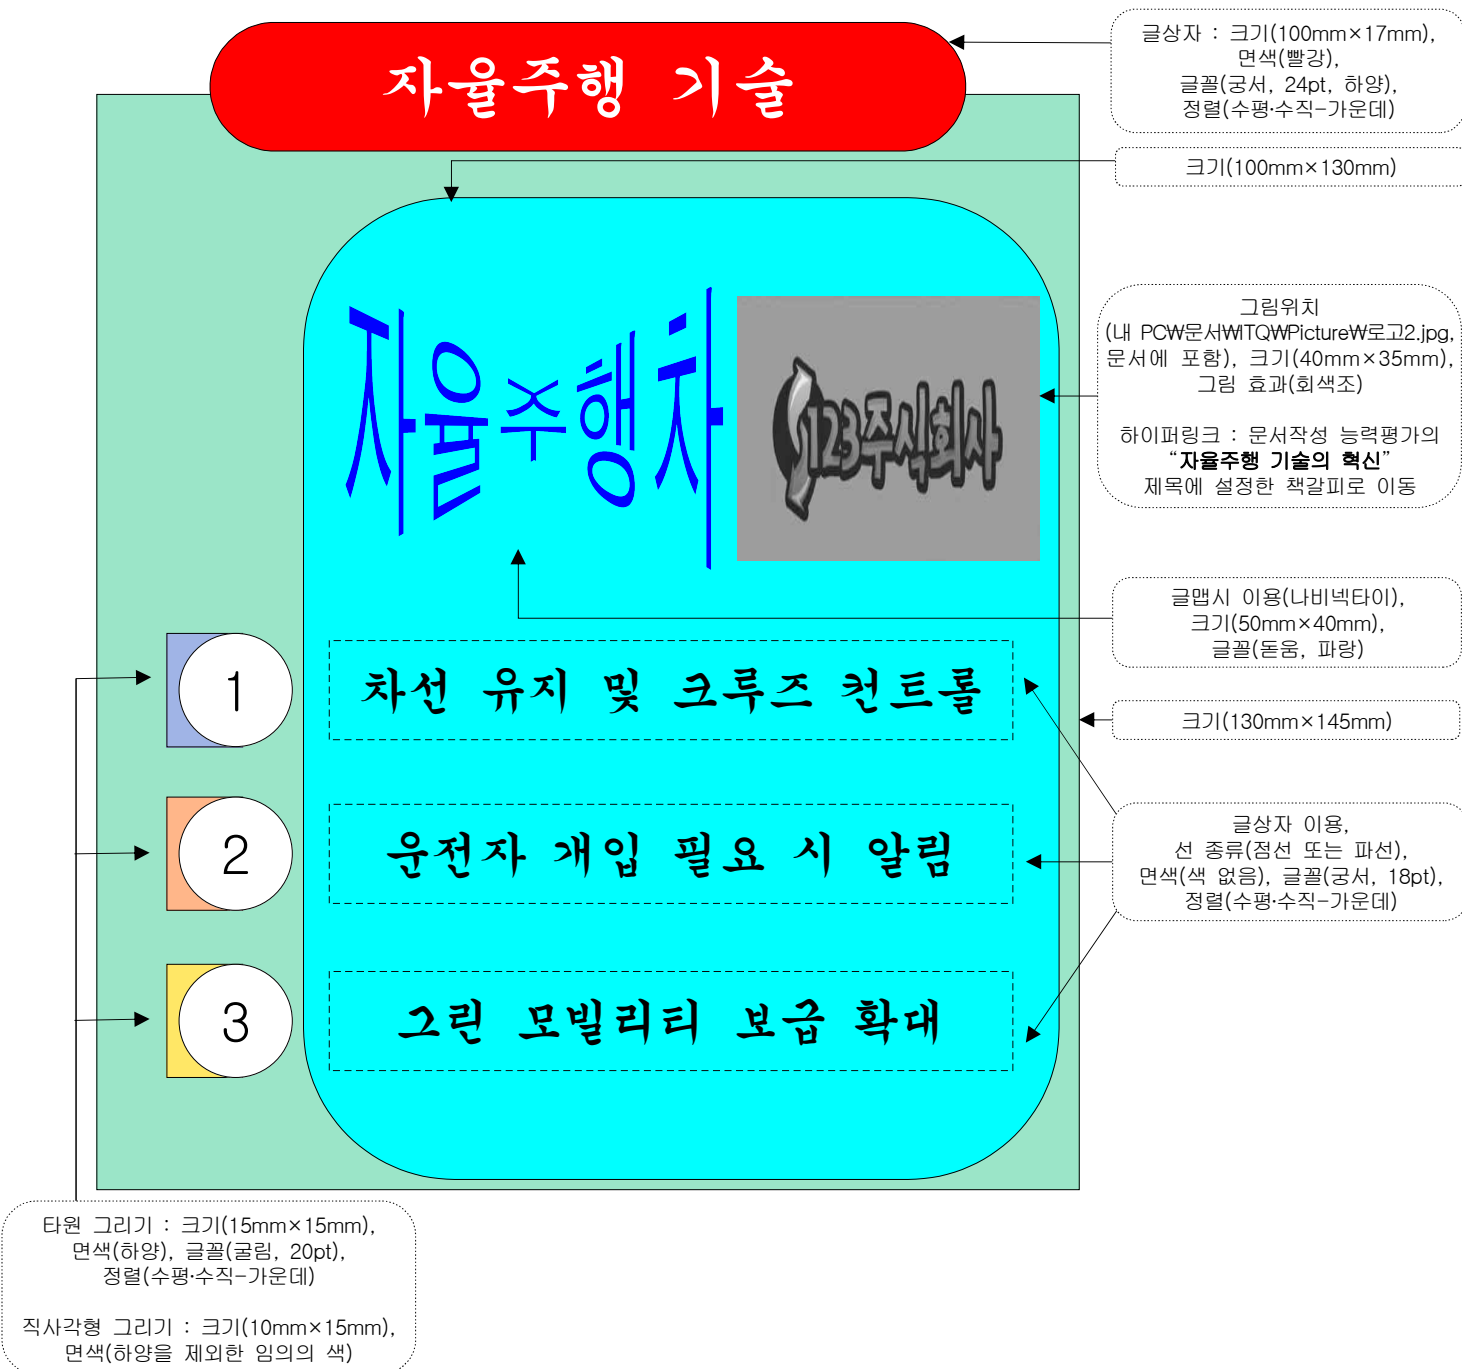 자율주행 기술
글상자 : 크기(100mm×17mm),
면색(빨강),
글꼴(궁서, 24pt, 하양),
정렬(수평·수직-가운데)
크기(100mm×130mm)
자율주행차
123주식회사
그림위치
(내 PC₩문서₩ITQ₩Picture₩로고2.jpg,
문서에 포함), 크기(40mm×35mm),
그림 효과(회색조)
하이퍼링크 : 문서작성 능력평가의
“자율주행 기술의 혁신”
제목에 설정한 책갈피로 이동
글맵시 이용(나비넥타이),
크기(50mm×40mm),
글꼴(돋움, 파랑)
1
차선 유지 및 크루즈 컨트롤
크기(130mm×145mm)
2
운전자 개입 필요 시 알림
글상자 이용,
선 종류(점선 또는 파선),
면색(색 없음), 글꼴(궁서, 18pt),
정렬(수평·수직-가운데)
3
그린 모빌리티 보급 확대
타원 그리기 : 크기(15mm×15mm),
면색(하양), 글꼴(굴림, 20pt),
정렬(수평·수직-가운데)
직사각형 그리기 : 크기(10mm×15mm),
면색(하양을 제외한 임의의 색)